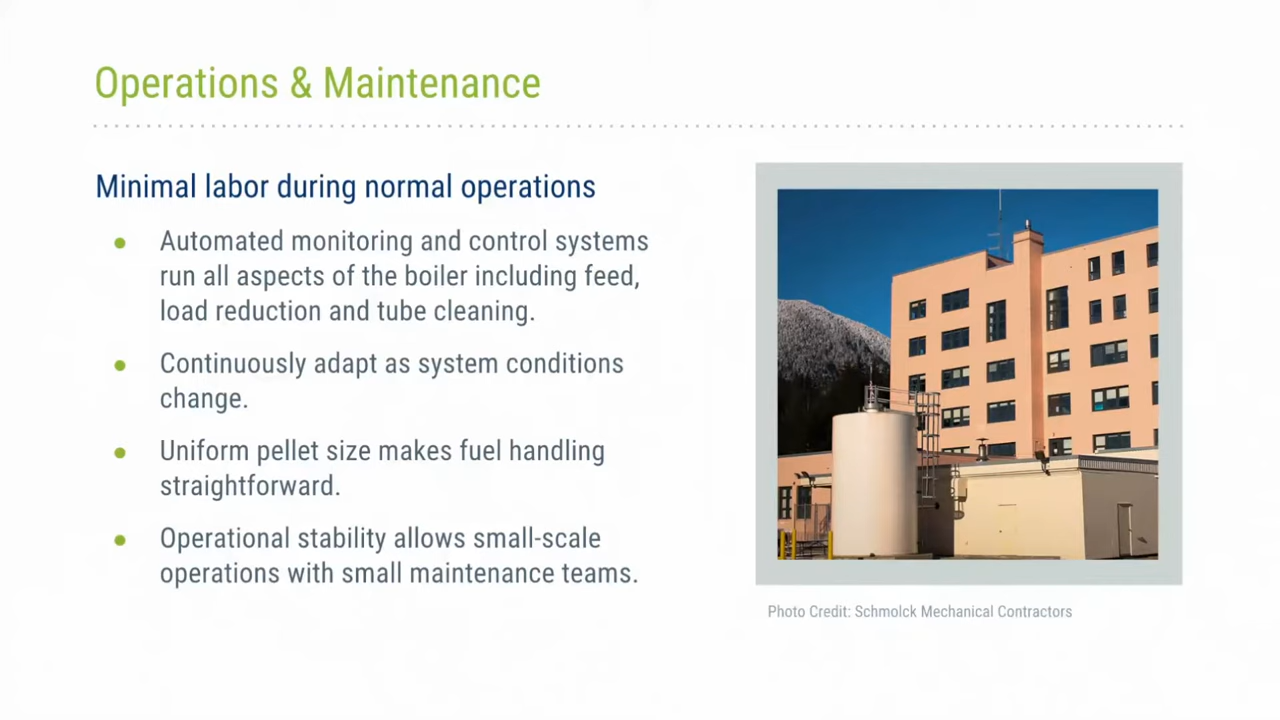 Operations & Maintenance
Minimal labor during normal operations
● Automated monitoring and control systems
run all aspects of the boiler including feed,
load reduction and tube cleaning.
● Continuously adapt as system conditions
change.
● Uniform pellet size makes fuel handling
straightforward.
● Operational stability allows small-scale
operations with small maintenance teams.
Photo Credit: Schmolck Mechanical Contractors